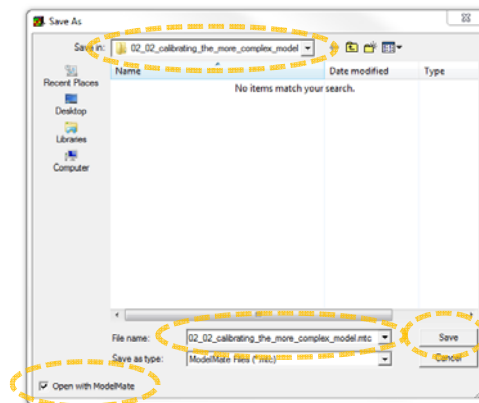 Save As
Save in: 02_02_calibrating_the_more_complex_model
Name Date modified Type
No items match your search.
Recent Places
Desktop
Libraries
Computer
File name: 02_02_calibrating_the_more_complex_model.mtc Save
Save as type: ModelMate Files (*.mtc) Cancel
Open with ModelMate